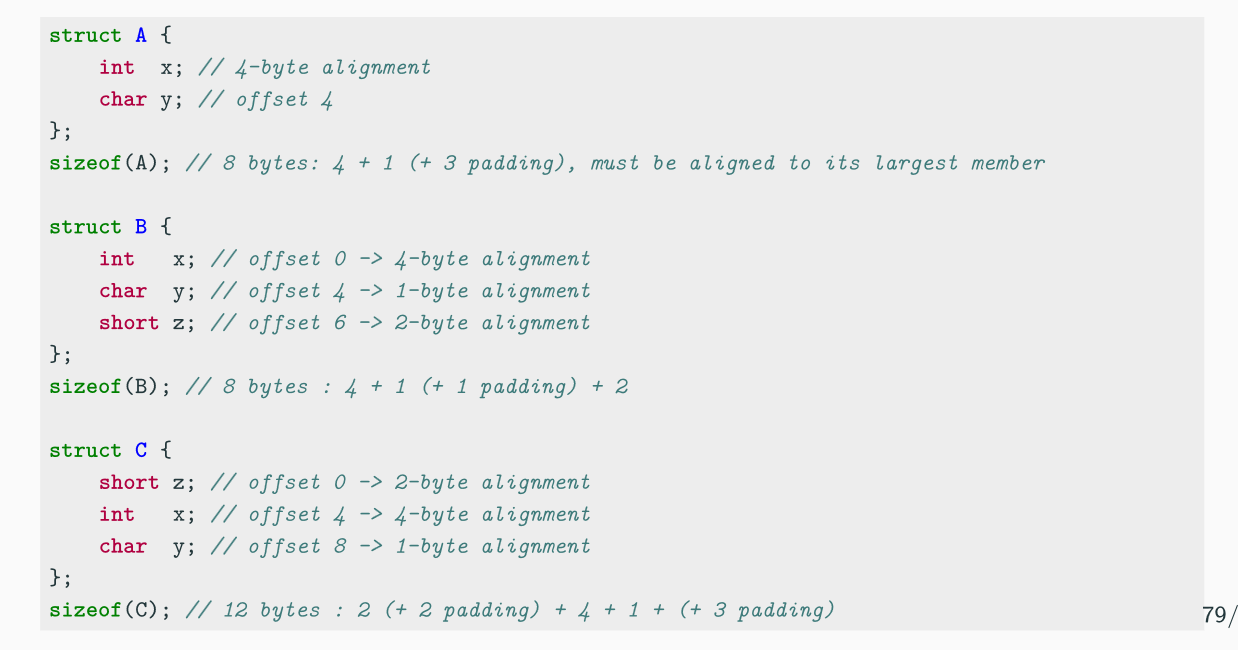 struct A {
    int  x; // 4-byte alignment
    char y; // offset 4
};
sizeof(A); // 8 bytes: 4 + 1 (+ 3 padding), must be aligned to its largest member

struct B {
    int   x; // offset 0 -> 4-byte alignment
    char  y; // offset 4 -> 1-byte alignment
    short z; // offset 6 -> 2-byte alignment
};
sizeof(B); // 8 bytes : 4 + 1 (+ 1 padding) + 2

struct C {
    short z; // offset 0 -> 2-byte alignment
    int   x; // offset 4 -> 4-byte alignment
    char  y; // offset 8 -> 1-byte alignment
};
sizeof(C); // 12 bytes : 2 (+ 2 padding) + 4 + 1 + (+ 3 padding)
79/